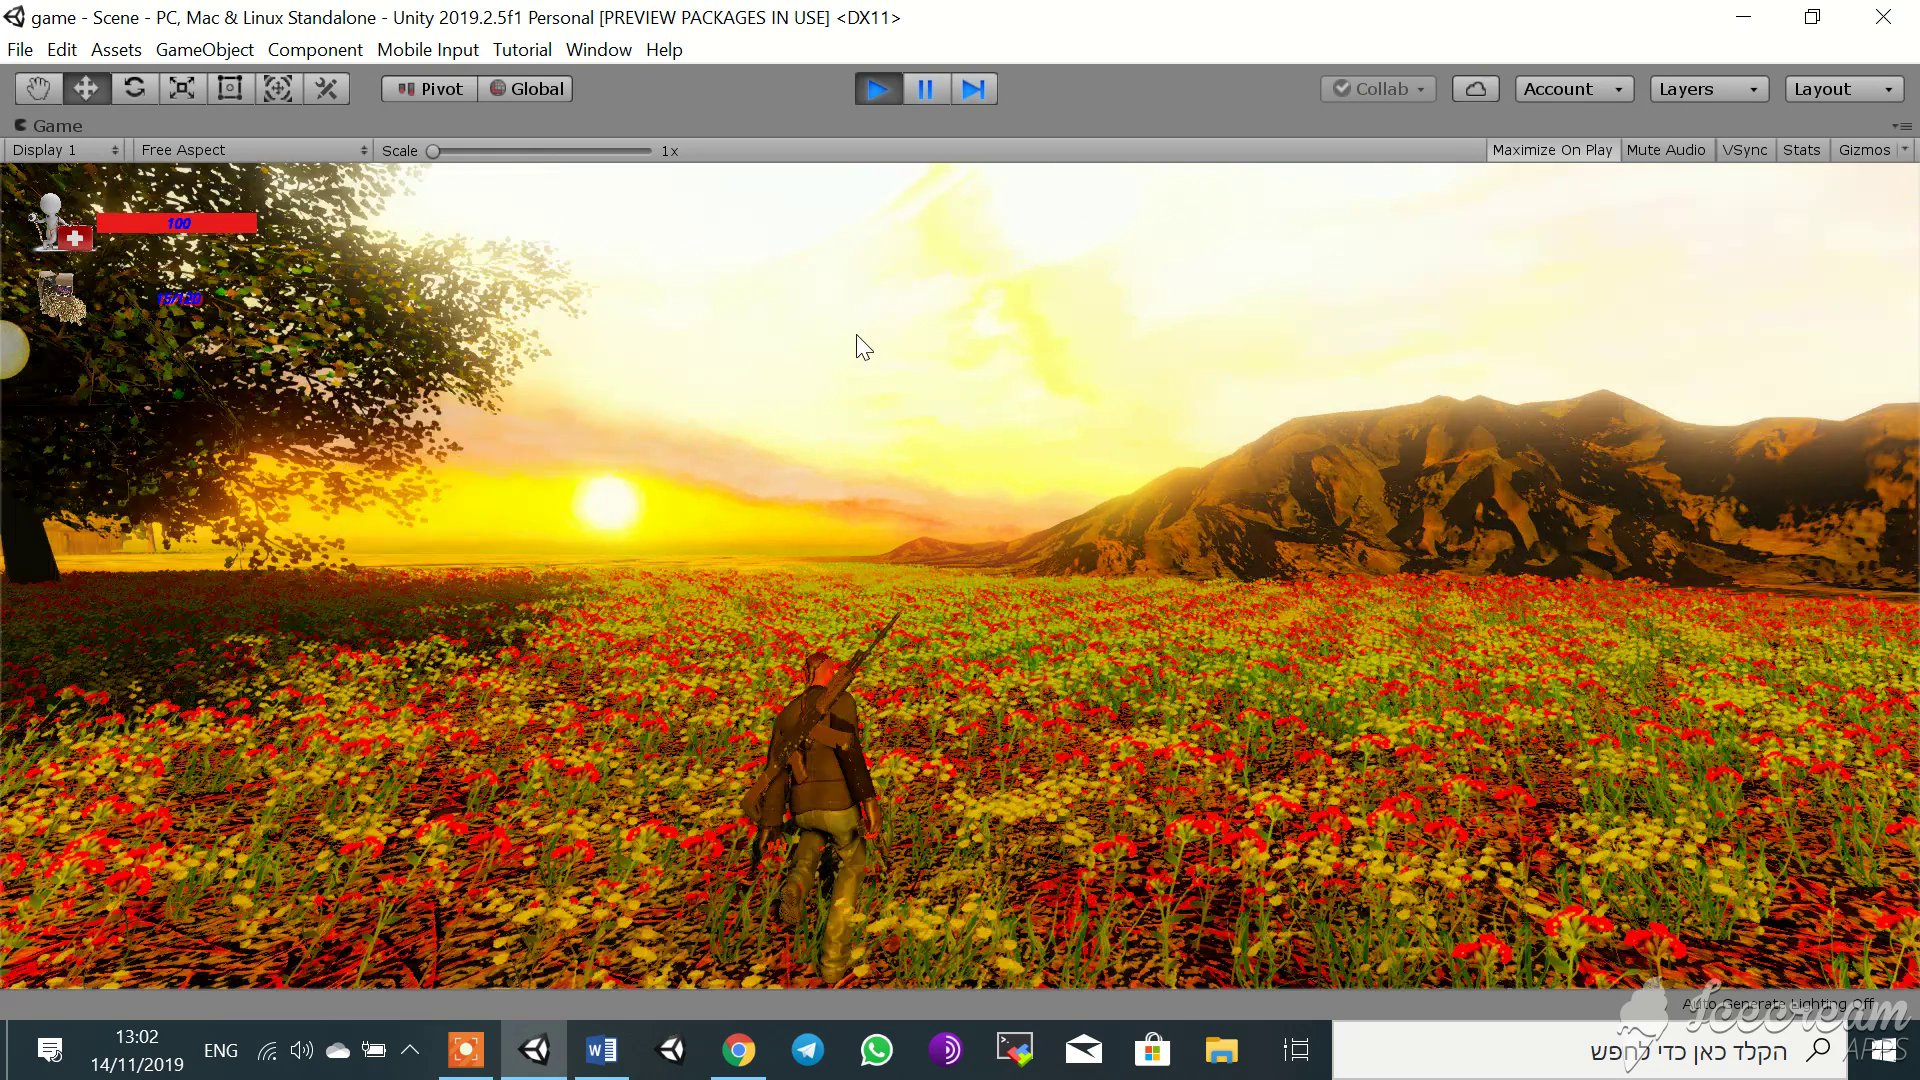 game - Scene - PC, Mac & Linux Standalone - Unity 2019.2.5f1 Personal [PREVIEW PACKAGES IN USE] <DX11>
File Edit Assets GameObject Component Mobile Input Tutorial Window Help
Pivot Global Collab Account Layers Layout
Game
Display 1 Free Aspect Scale 1x Maximize On Play Mute Audio VSync Stats Gizmos
100
15/120
Auto Generate Lighting Off
Icecream
APPS
13:02
14/11/2019
ENG
הקלד כאן כדי לחפש